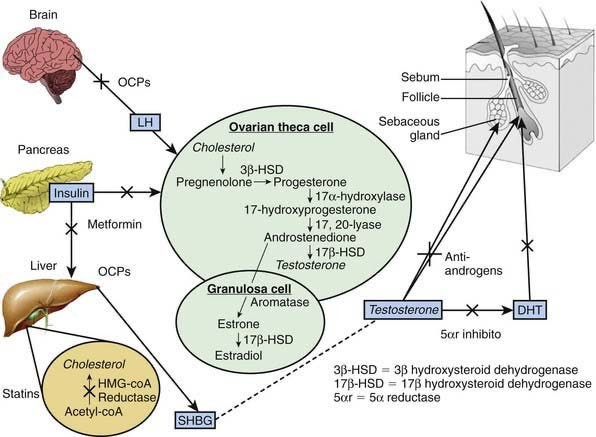 Brain
OCPs
LH
Pancreas
Insulin
Metformin
Liver
OCPs
Cholesterol
HMG-coA
Reductase
Acetyl-coA
Statins
SHBG
Ovarian theca cell
Cholesterol
3β-HSD
Pregnenolone Progesterone
17α-hydroxylase
17-hydroxyprogesterone
17, 20-lyase
Androstenedione
17β-HSD
Testosterone
Granulosa cell
Aromatase
Estrone
17β-HSD
Estradiol
Sebum
Follicle
Sebaceous
gland
Anti-
androgens
Testosterone
DHT
5αr inhibito
3β-HSD = 3β hydroxysteroid dehydrogenase
17β-HSD = 17β hydroxysteroid dehydrogenase
5αr = 5α reductase